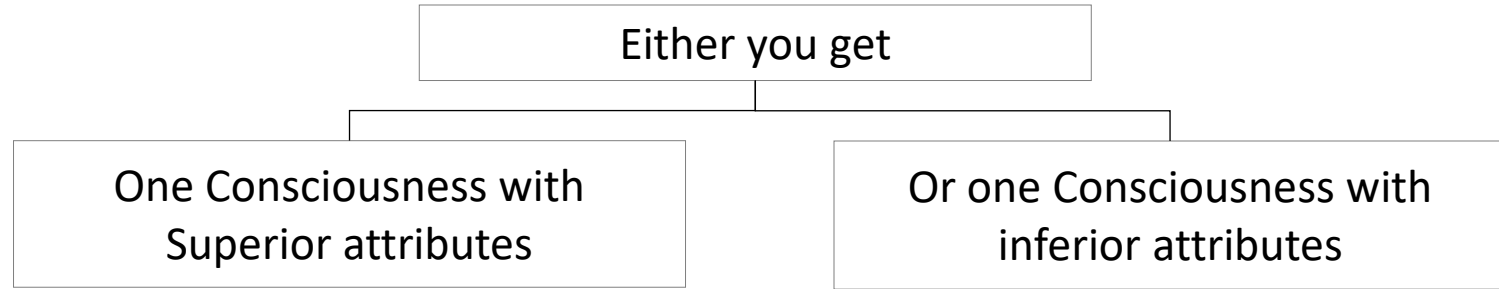 Either you get
One Consciousness with
Superior attributes
Or one Consciousness with
inferior attributes